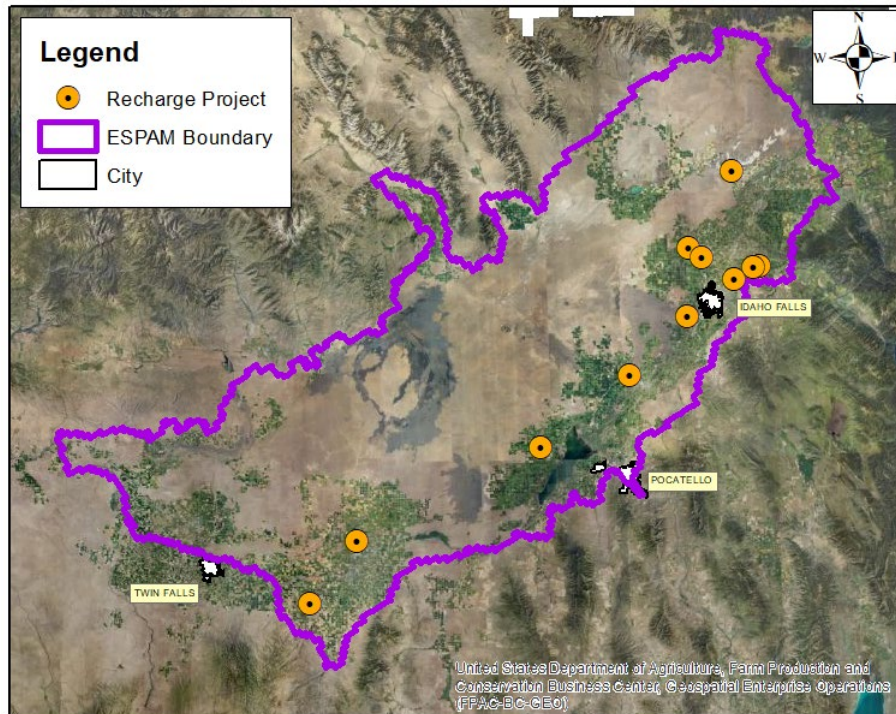 Legend
Recharge Project
ESPAM Boundary
City
N
W
E
S
IDAHO FALLS
POCATELLO
TWIN FALLS
United States Department of Agriculture, Farm Production and
Conservation Business Center, Geospatial Enterprise Operations
(FPAC-BC-GEO)